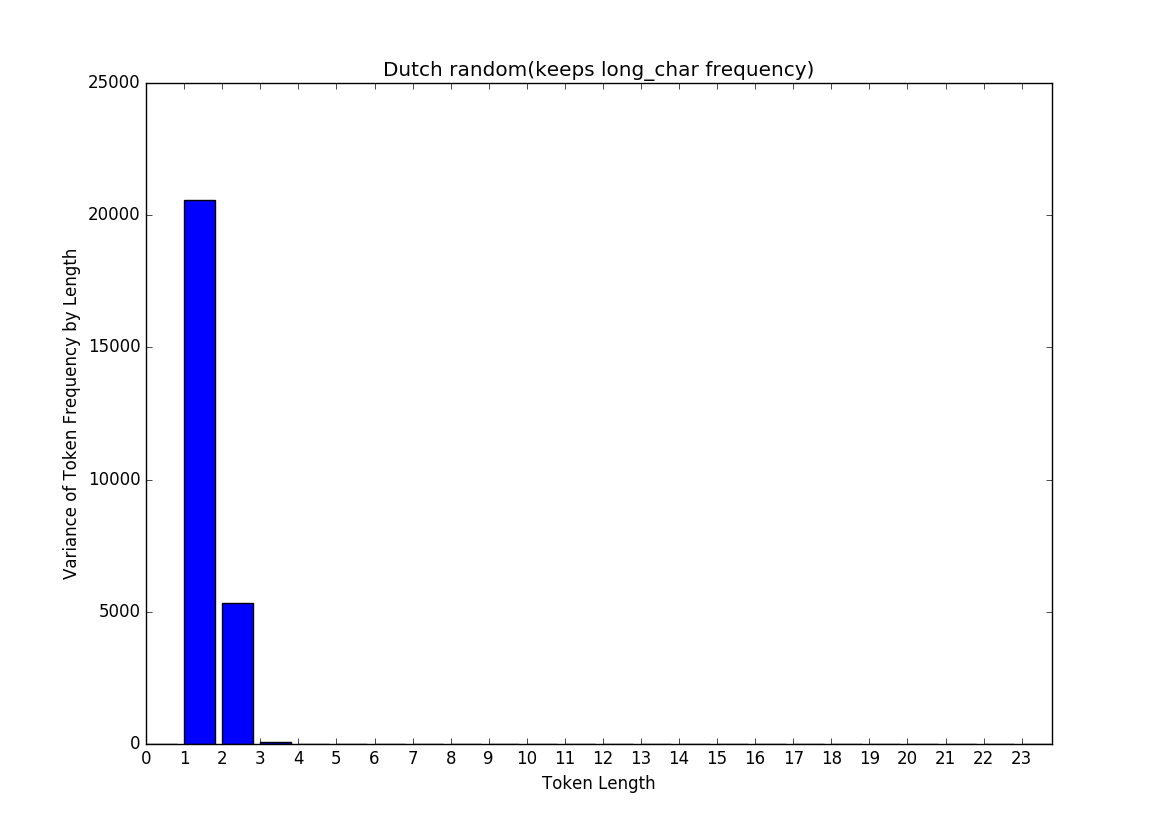 Dutch random(keeps long_char frequency)
25000
20000
15000
10000
5000
0
Variance of Token Frequency by Length
0 1 2 3 4 5 6 7 8 9 10 11 12 13 14 15 16 17 18 19 20 21 22 23
Token Length